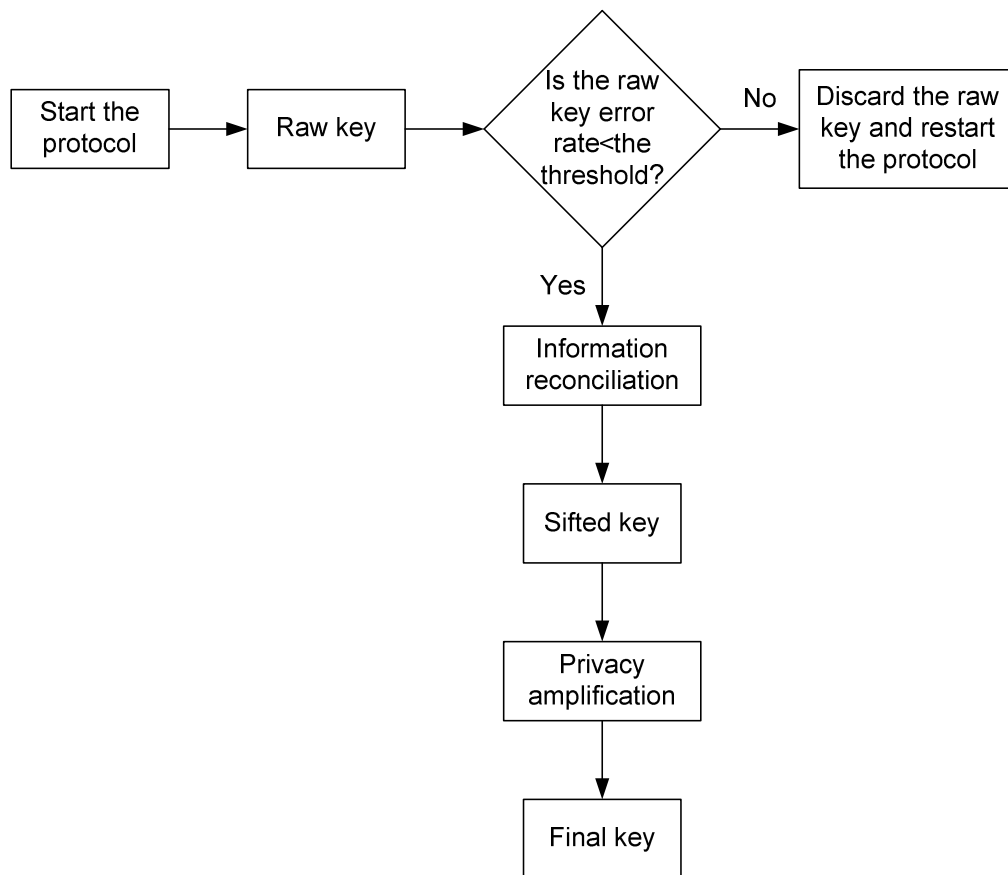 Start the
protocol
Raw key
Is the raw
key error
rate<the
threshold?
No
Discard the raw
key and restart
the protocol
Yes
Information
reconciliation
Sifted key
Privacy
amplification
Final key